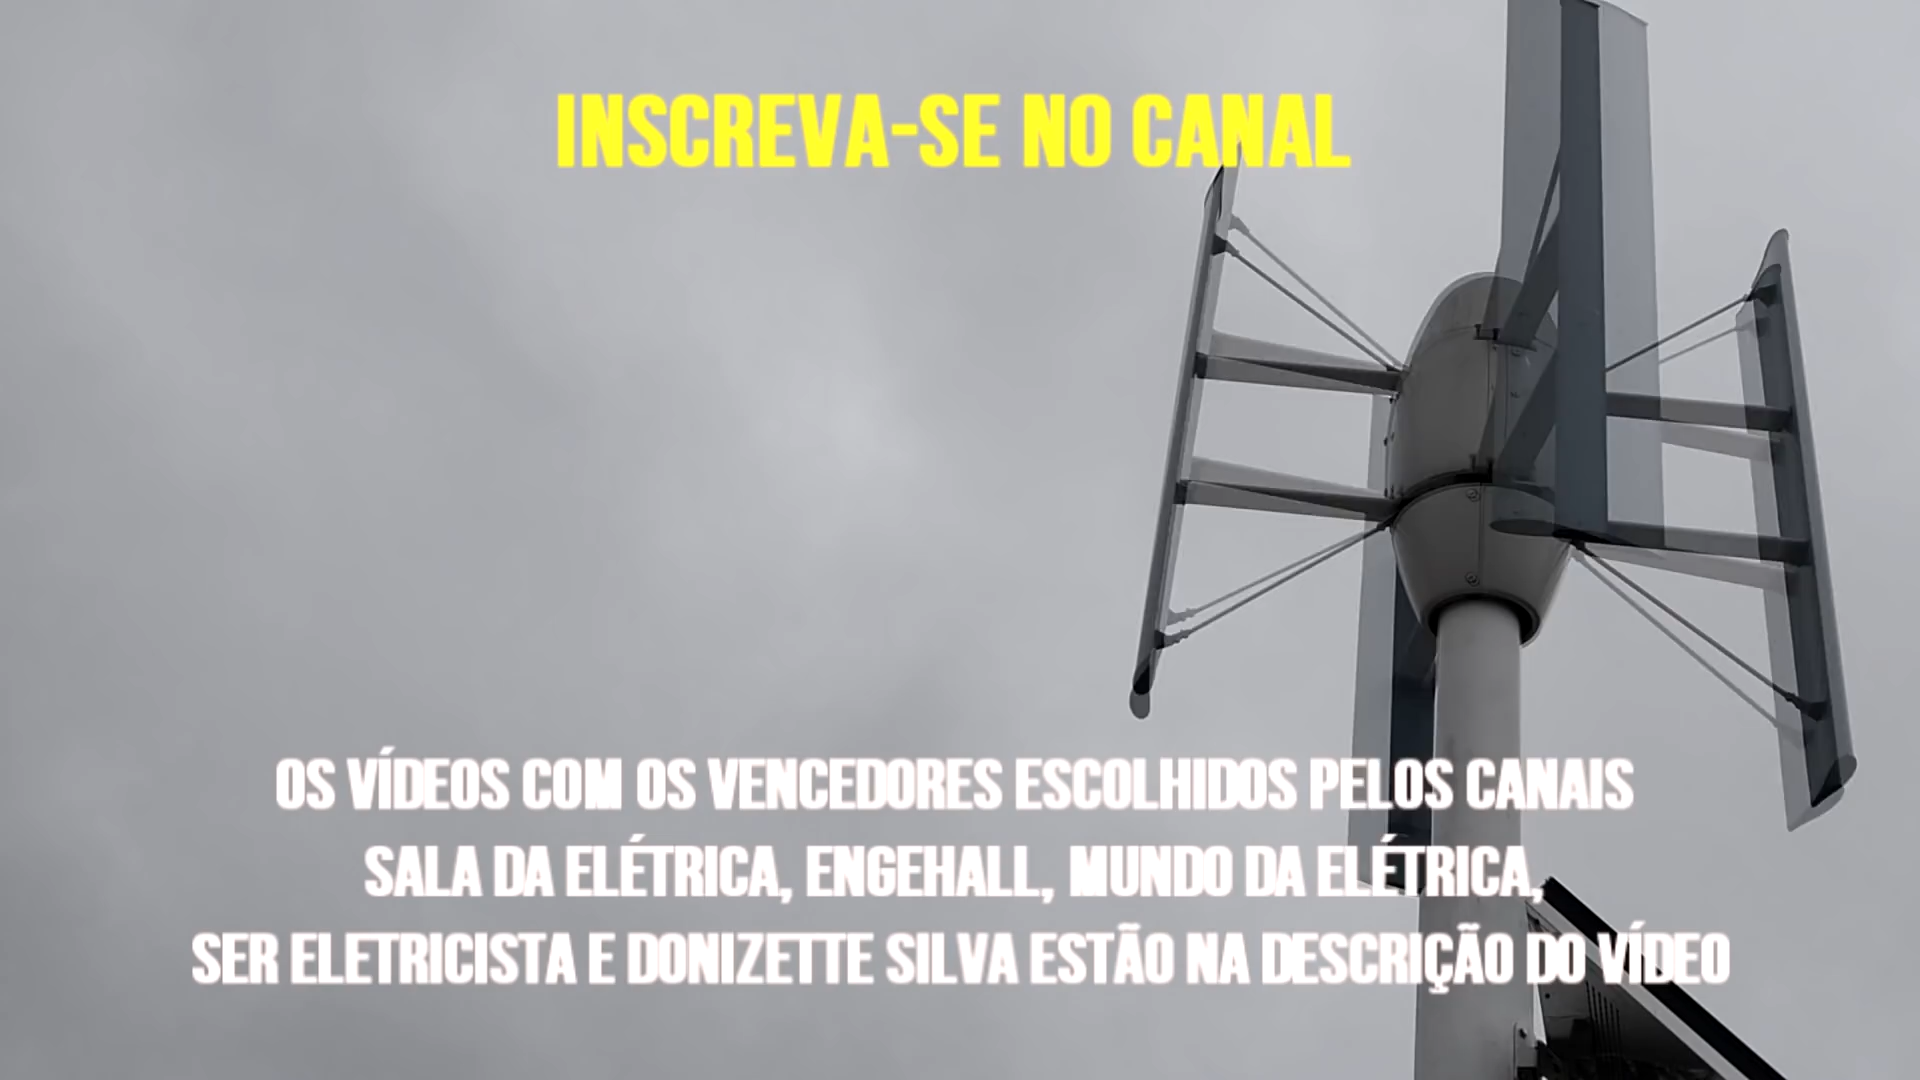 INSCREVA-SE NO CANAL
OS VÍDEOS COM OS VENCEDORES ESCOLHIDOS PELOS CANAIS
SALA DA ELÉTRICA, ENGEHALL, MUNDO DA ELÉTRICA,
SER ELETRICISTA E DONIZETTE SILVA ESTÃO NA DESCRIÇÃO DO VÍDEO